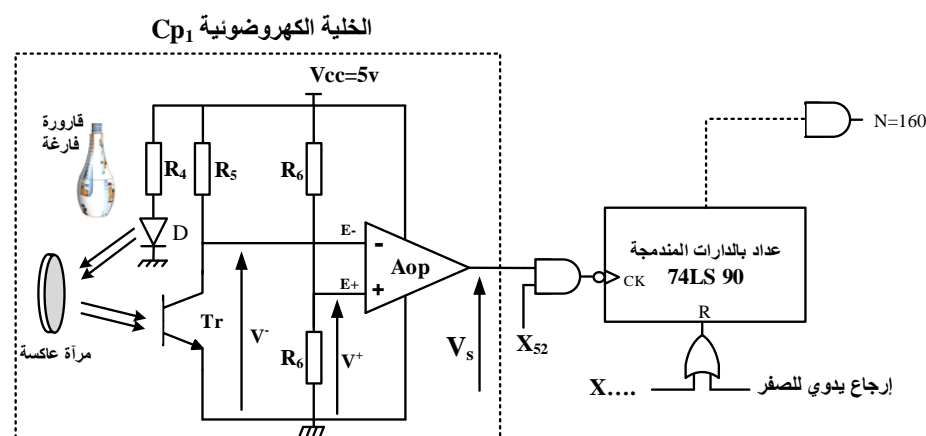 الخلية الكهروضوئية Cp1
Vcc=5v
قارورة
فارغة
R4
R5
R6
D
E-
-
E+
+
Aop
مرآة عاكسة
Tr
V-
R6
V+
Vs
X52
CK
عداد بالدارات المندمجة
74LS 90
R
N=160
X....
إرجاع يدوي للصفر